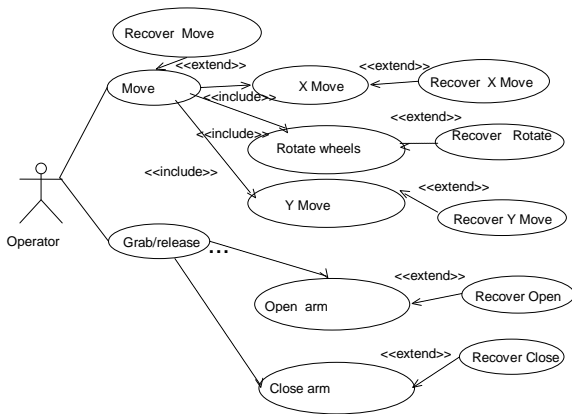 Recover Move
<<extend>>
Move
X Move
<<extend>>
Recover X Move
<<include>>
<<extend>>
<<include>>
Rotate wheels
Recover Rotate
<<include>>
Y Move
<<extend>>
Recover Y Move
Operator
Grab/release
...
<<extend>>
Open arm
Recover Open
<<extend>>
Recover Close
Close arm